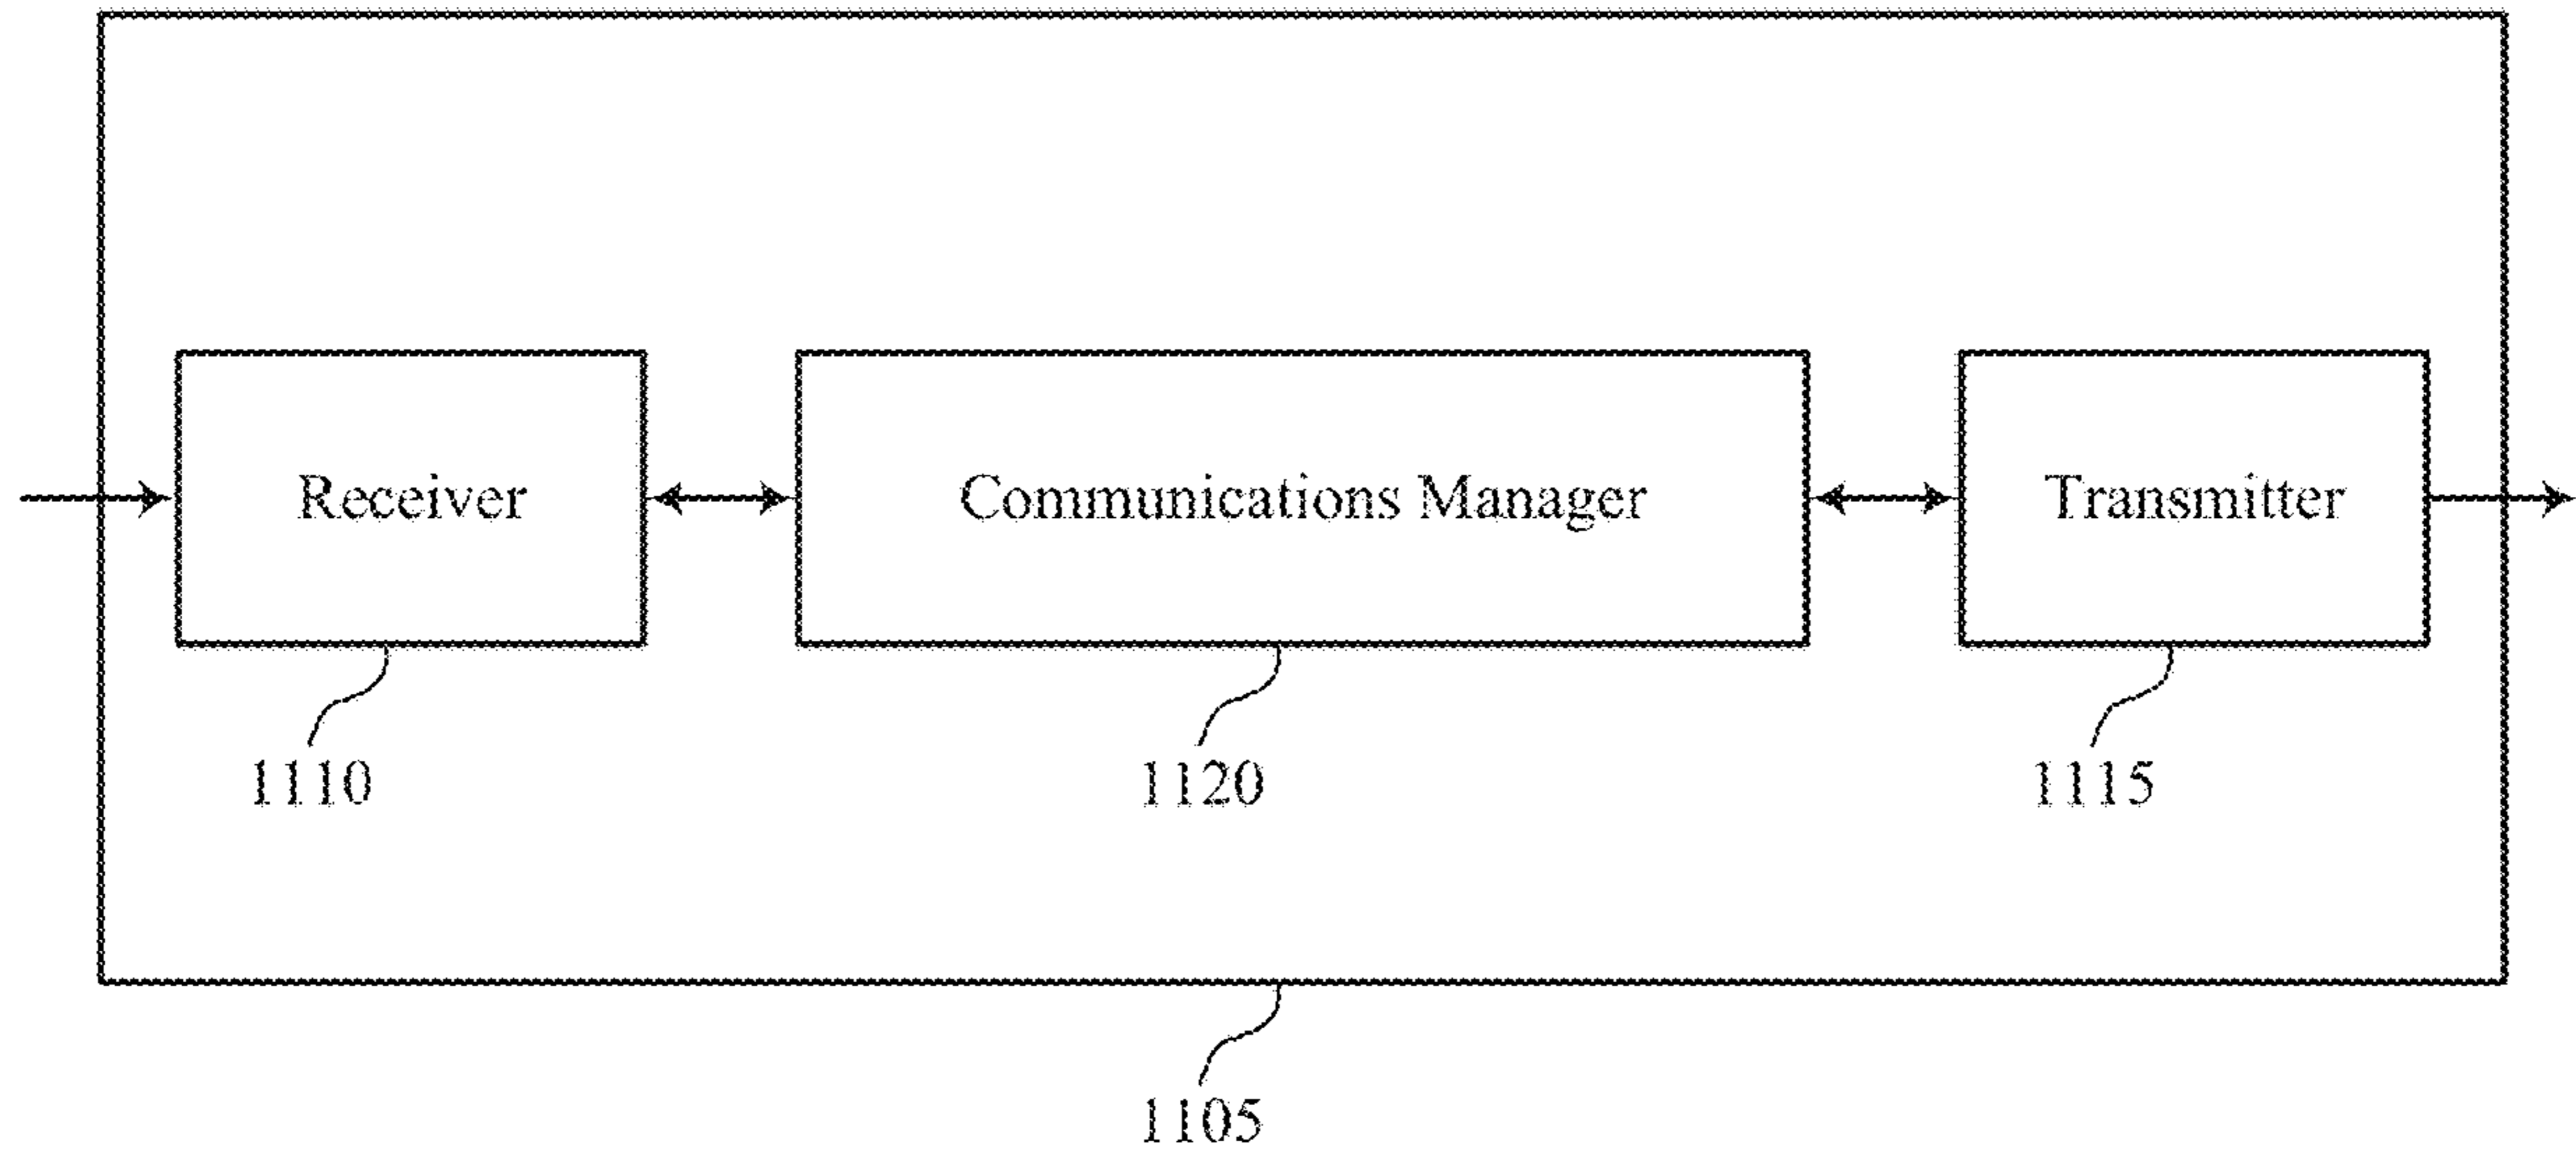 Receiver
Communications Manager
Transmitter
1110
1120
1115
1105